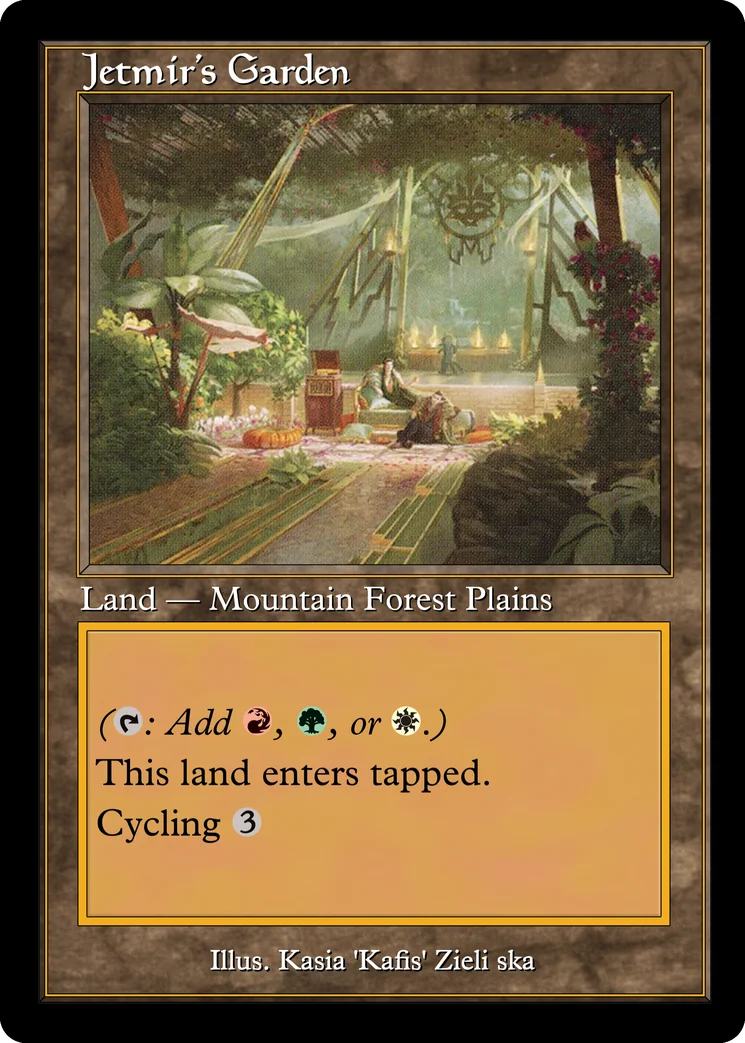 Jetmir's Garden
Land — Mountain Forest Plains
(: Add , , or .)
This land enters tapped.
Cycling 3
Illus. Kasia 'Kafis' Zieli ska